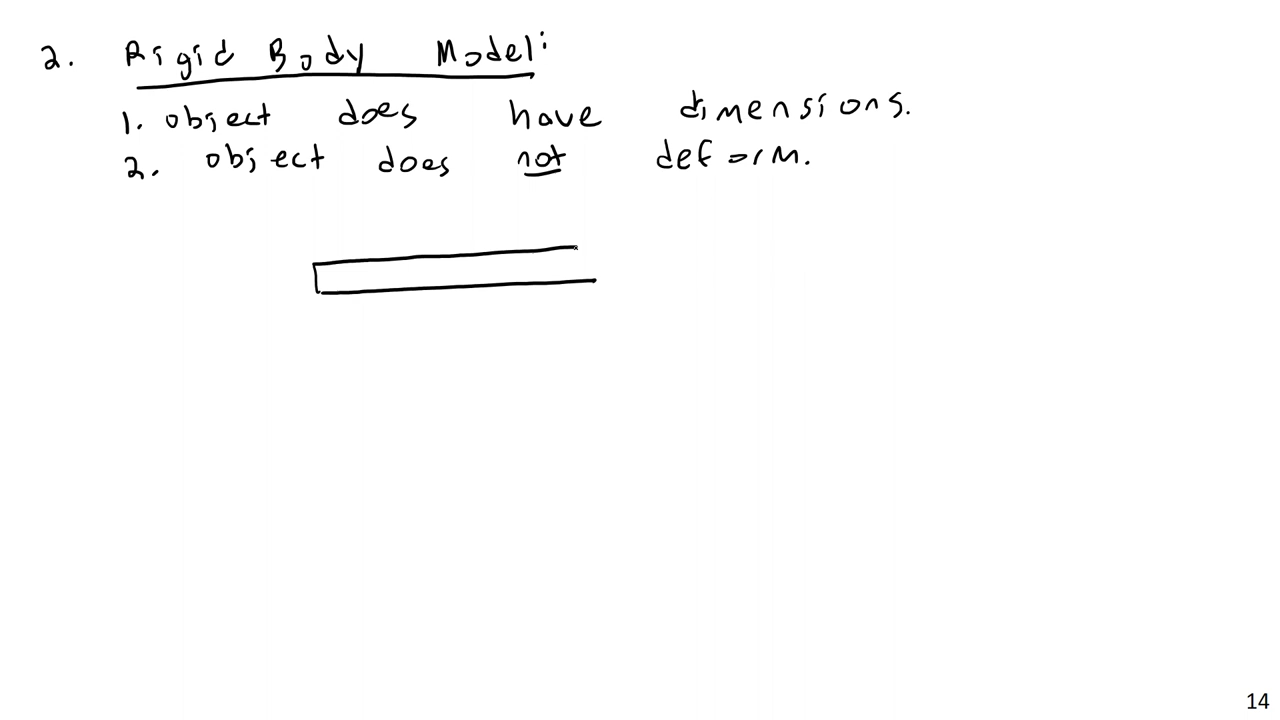 2. Rigid Body Model:
1. object does have dimensions.
2. object does not deform.
14